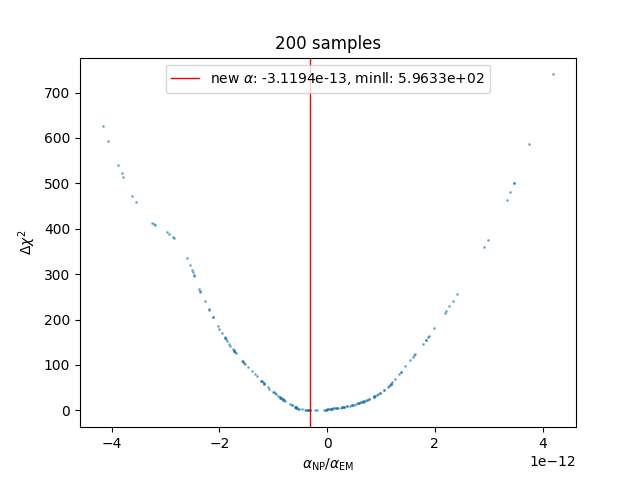 200 samples
new α: -3.1194e-13, minll: 5.9633e+02
Δχ²
700
600
500
400
300
200
100
0
−4 −2 0 2 4
1e−12
α_NP/α_EM